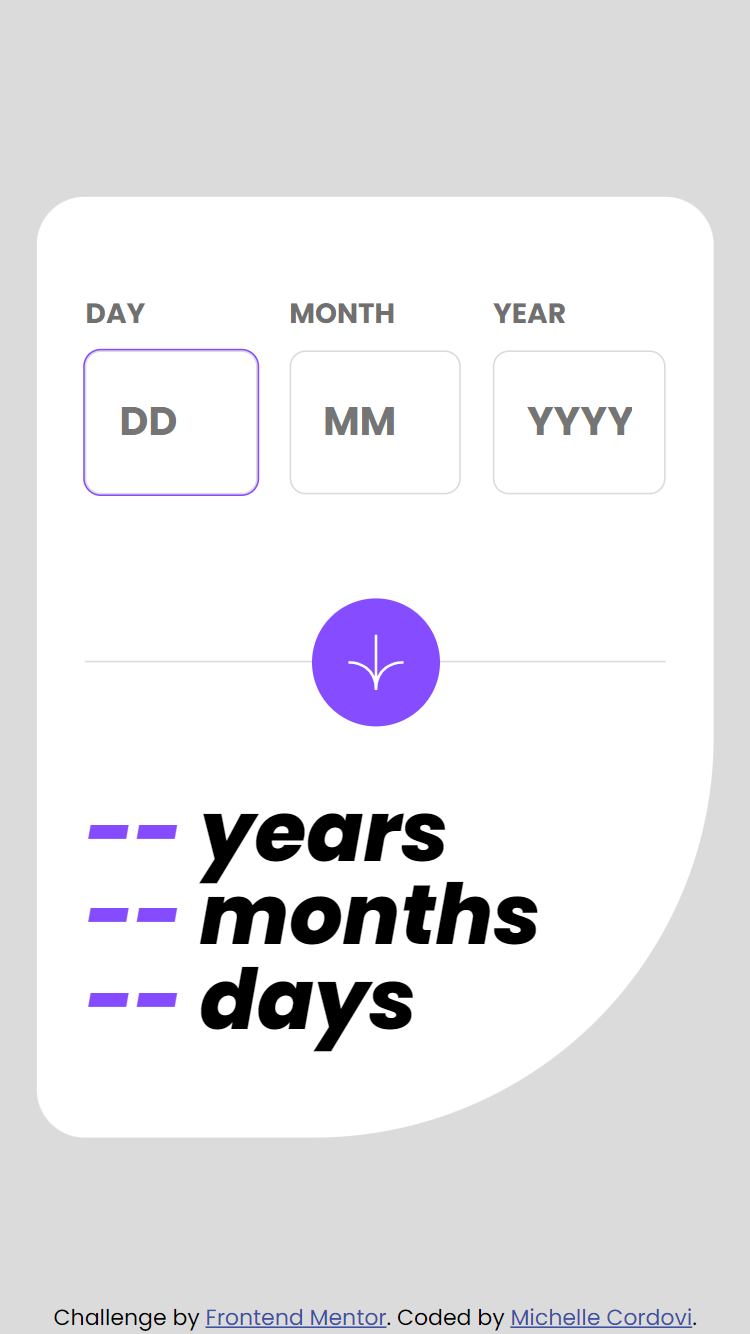 DAY MONTH YEAR
DD MM YYYY
-- years
-- months
-- days
Challenge by Frontend Mentor. Coded by Michelle Cordovi.